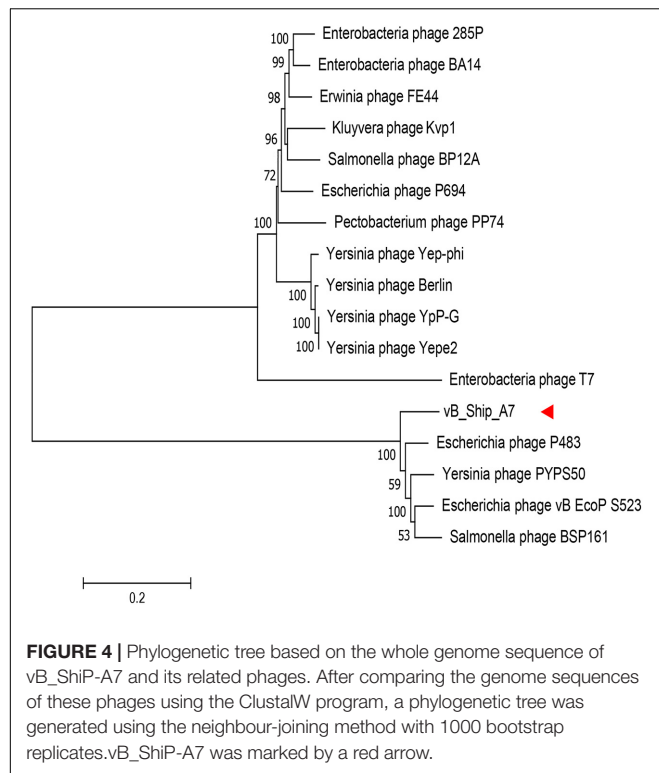 100
Enterobacteria phage 285P
99
Enterobacteria phage BA14
98
Erwinia phage FE44
96
Kluyvera phage Kvp1
Salmonella phage BP12A
72
Escherichia phage P694
100
Pectobacterium phage PP74
Yersinia phage Yep-phi
100
Yersinia phage Berlin
100
Yersinia phage YpP-G
100
Yersinia phage Yepe2
Enterobacteria phage T7
vB_Ship_A7
100
Escherichia phage P483
59
Yersinia phage PYPS50
100
Escherichia phage vB EcoP S523
53
Salmonella phage BSP161
0.2
FIGURE 4 | Phylogenetic tree based on the whole genome sequence of
vB_ShiP-A7 and its related phages. After comparing the genome sequences
of these phages using the ClustalW program, a phylogenetic tree was
generated using the neighbour-joining method with 1000 bootstrap
replicates.vB_ShiP-A7 was marked by a red arrow.